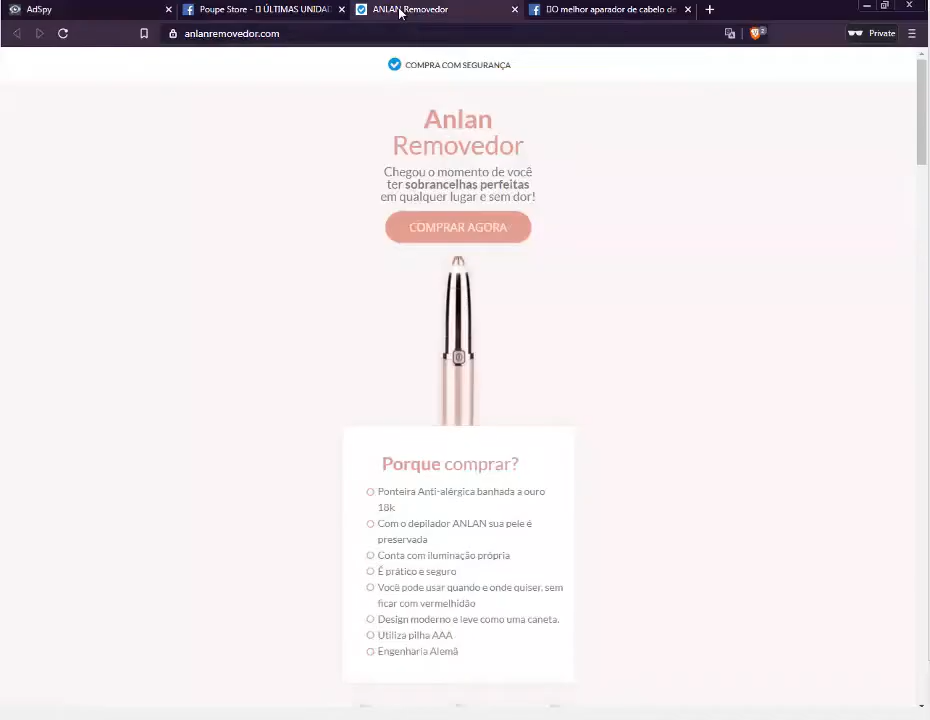 AdSpy
Poupe Store - ÚLTIMAS UNIDAD
ANLAN Removedor
O melhor aparador de cabelo de
anlanremovedor.com
2
Private
COMPRA COM SEGURANÇA
Anlan
Removedor
Chegou o momento de você
ter sobrancelhas perfeitas
em qualquer lugar e sem dor!
COMPRAR AGORA
Porque comprar?
Ponteira Anti-alérgica banhada a ouro
18k
Com o depilador ANLAN sua pele é
preservada
Conta com iluminação própria
É prático e seguro
Você pode usar quando e onde quiser, sem
ficar com vermelhidão
Design moderno e leve como uma caneta.
Utiliza pilha AAA
Engenharia Alemã